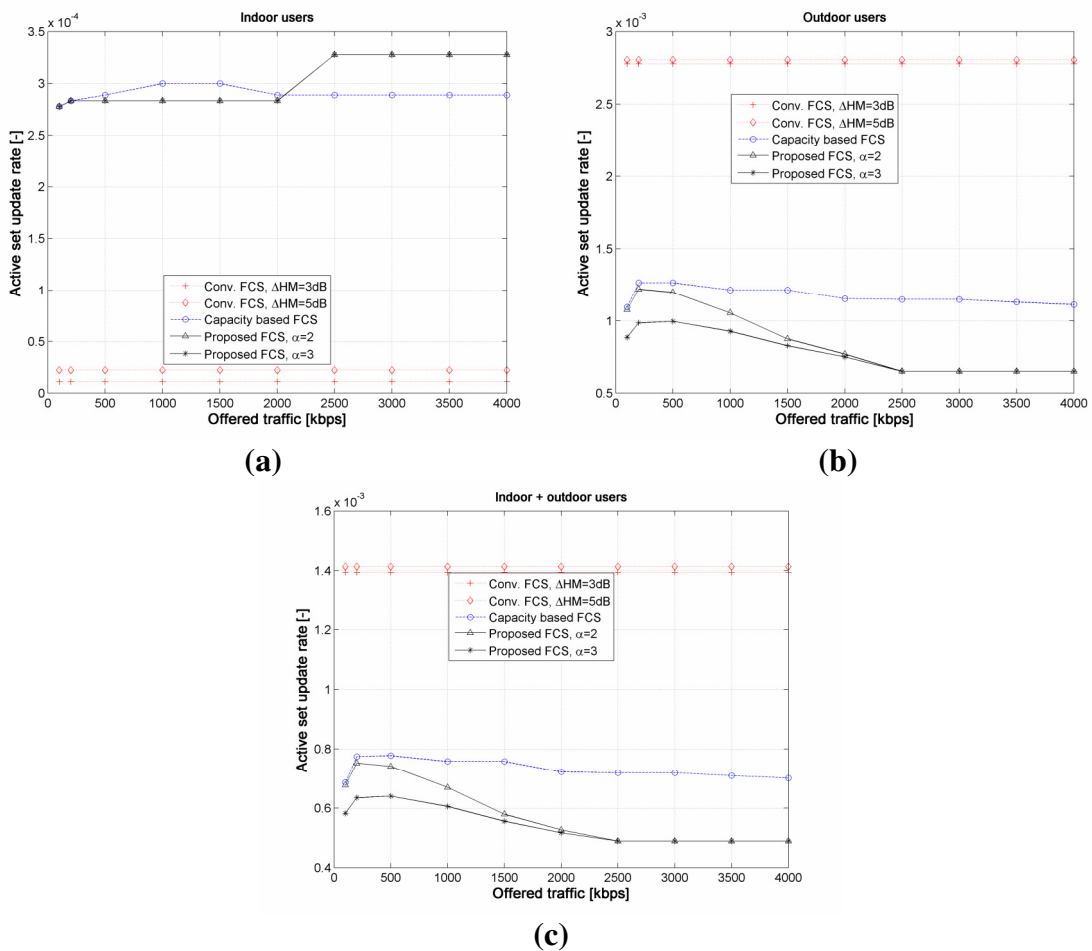 Indoor users
x 10^-4
3.5
3
2.5
2
1.5
1
0.5
0
Active set update rate [-]
Conv. FCS, ΔHM=3dB
Conv. FCS, ΔHM=5dB
Capacity based FCS
Proposed FCS, α=2
Proposed FCS, α=3
0 500 1000 1500 2000 2500 3000 3500 4000
Offered traffic [kbps]
(a)
Outdoor users
x 10^-3
3
2.5
2
1.5
1
0.5
Active set update rate [-]
Conv. FCS, ΔHM=3dB
Conv. FCS, ΔHM=5dB
Capacity based FCS
Proposed FCS, α=2
Proposed FCS, α=3
0 500 1000 1500 2000 2500 3000 3500 4000
Offered traffic [kbps]
(b)
Indoor + outdoor users
x 10^-3
1.6
1.4
1.2
1
0.8
0.6
0.4
Active set update rate [-]
Conv. FCS, ΔHM=3dB
Conv. FCS, ΔHM=5dB
Capacity based FCS
Proposed FCS, α=2
Proposed FCS, α=3
0 500 1000 1500 2000 2500 3000 3500 4000
Offered traffic [kbps]
(c)